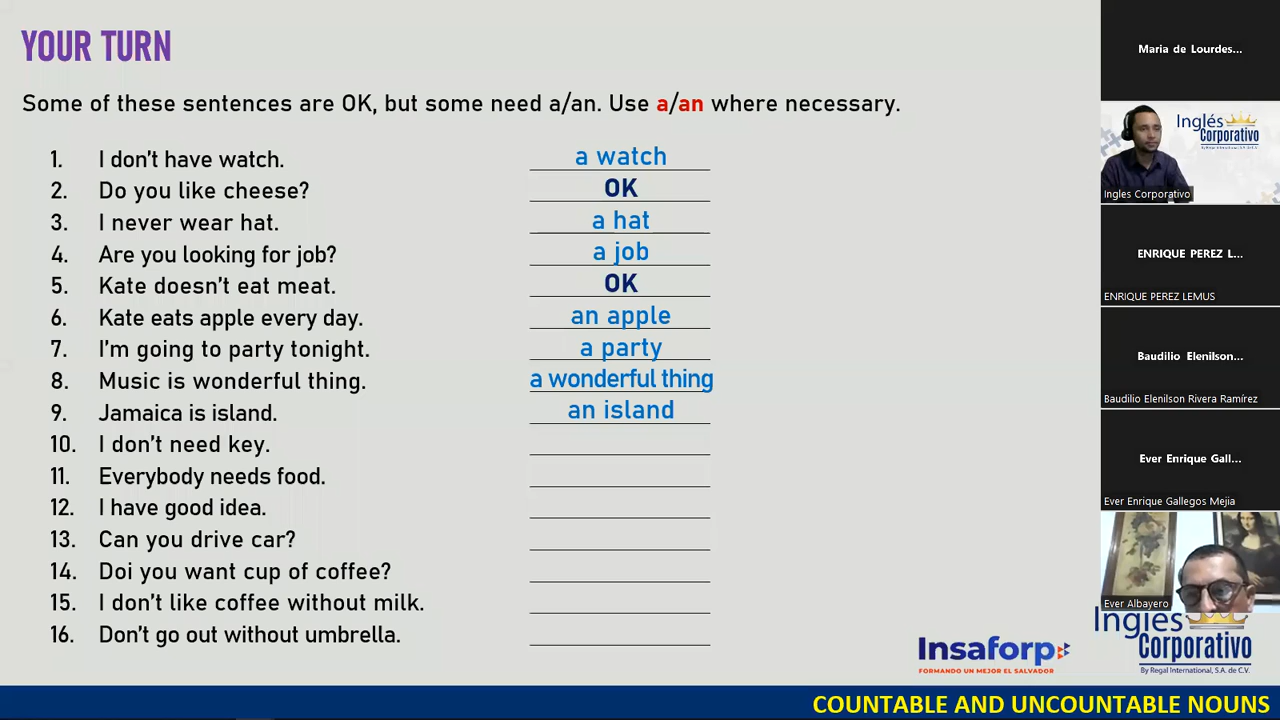 YOUR TURN
Some of these sentences are OK, but some need a/an. Use a/an where necessary.
1. I don't have watch. a watch
2. Do you like cheese? OK
3. I never wear hat. a hat
4. Are you looking for job? a job
5. Kate doesn't eat meat. OK
6. Kate eats apple every day. an apple
7. I'm going to party tonight. a party
8. Music is wonderful thing. a wonderful thing
9. Jamaica is island. an island
10. I don't need key.
11. Everybody needs food.
12. I have good idea.
13. Can you drive car?
14. Doi you want cup of coffee?
15. I don't like coffee without milk.
16. Don't go out without umbrella.
Insaforp
FORMANDO UN MEJOR EL SALVADOR
Inglés
Corporativo
By Regal International, S.A. de C.V.
COUNTABLE AND UNCOUNTABLE NOUNS
Maria de Lourdes...
Inglés
Corporativo
By Regal International, S.A. de C.V.
Ingles Corporativo
ENRIQUE PEREZ L...
ENRIQUE PEREZ LEMUS
Baudilio Elenilson...
Baudilio Elenilson Rivera Ramírez
Ever Enrique Gall...
Ever Enrique Gallegos Mejia
Ever Albayero